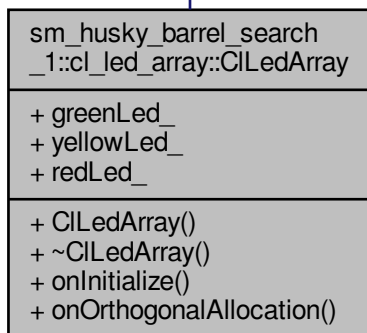 sm_husky_barrel_search
_1::cl_led_array::ClLedArray
+ greenLed_
+ yellowLed_
+ redLed_
+ ClLedArray()
+ ~ClLedArray()
+ onInitialize()
+ onOrthogonalAllocation()